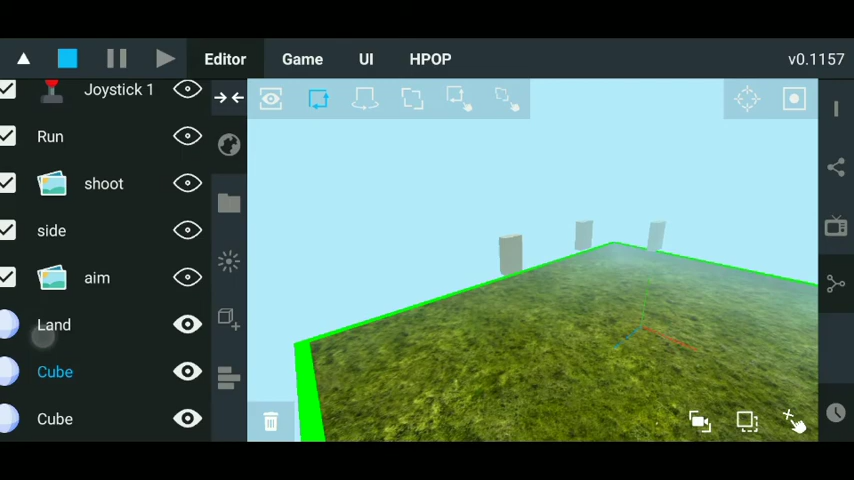 Editor
Game
UI
HPOP
v0.1157
Joystick 1
Run
shoot
side
aim
Land
Cube
Cube